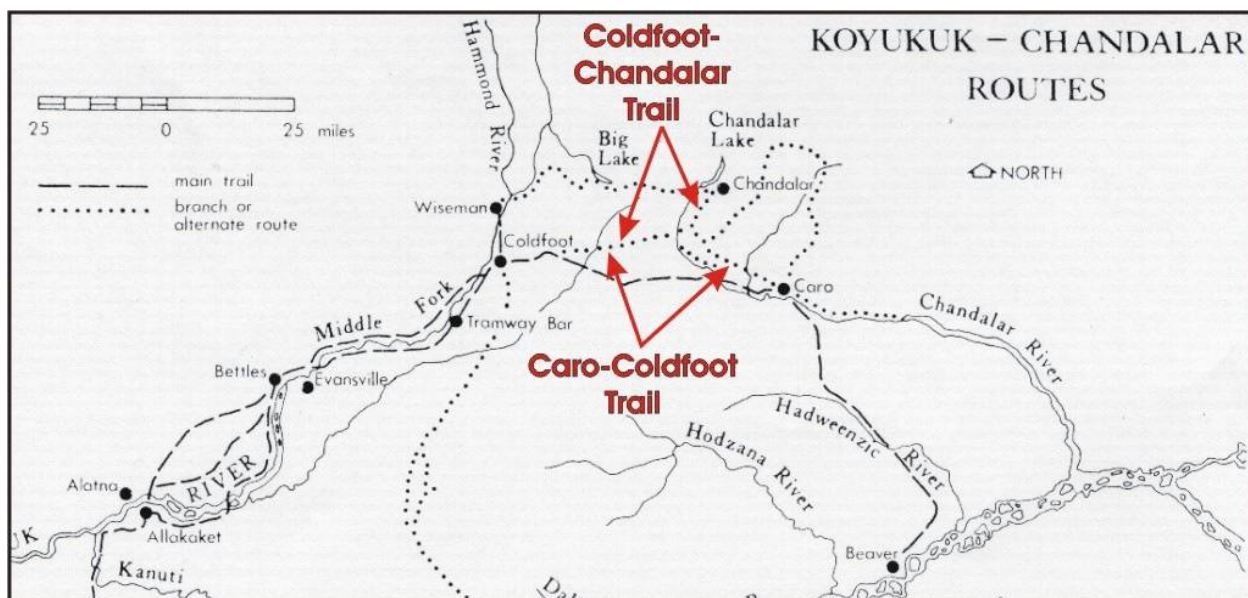 KOYUKUK – CHANDALAR
ROUTES
NORTH
25 0 25 miles
main trail
branch or
alternate route
Coldfoot-
Chandalar
Trail
Hammond River
Big
Lake
Chandalar
Lake
Chandalar
Wiseman
Coldfoot
Caro
Chandalar River
Middle Fork
Tramway Bar
Caro-Coldfoot
Trail
Bettles
Evansville
Hadweenzic River
Hodzana River
RIVER
Alatna
UK
Allakaket
Kanuti
Beaver